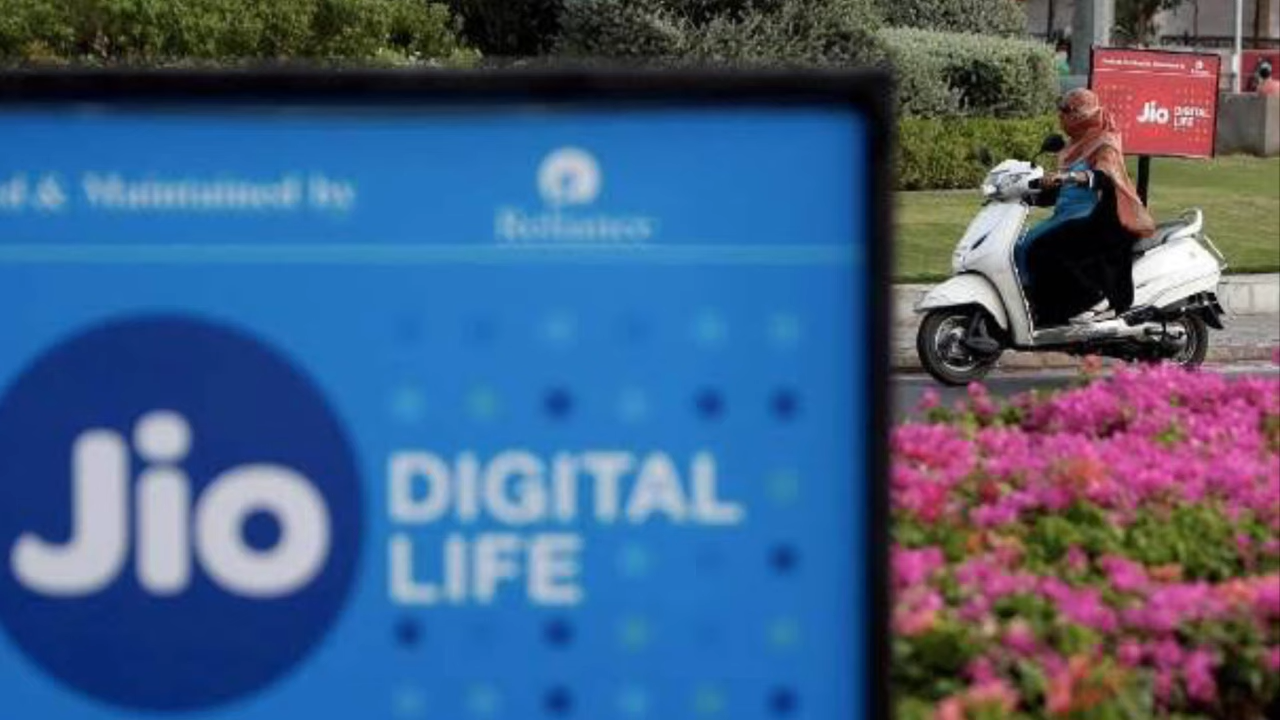 d & Maintained by
Reliance
Jio
DIGITAL
LIFE
Jio DIGITAL
LIFE